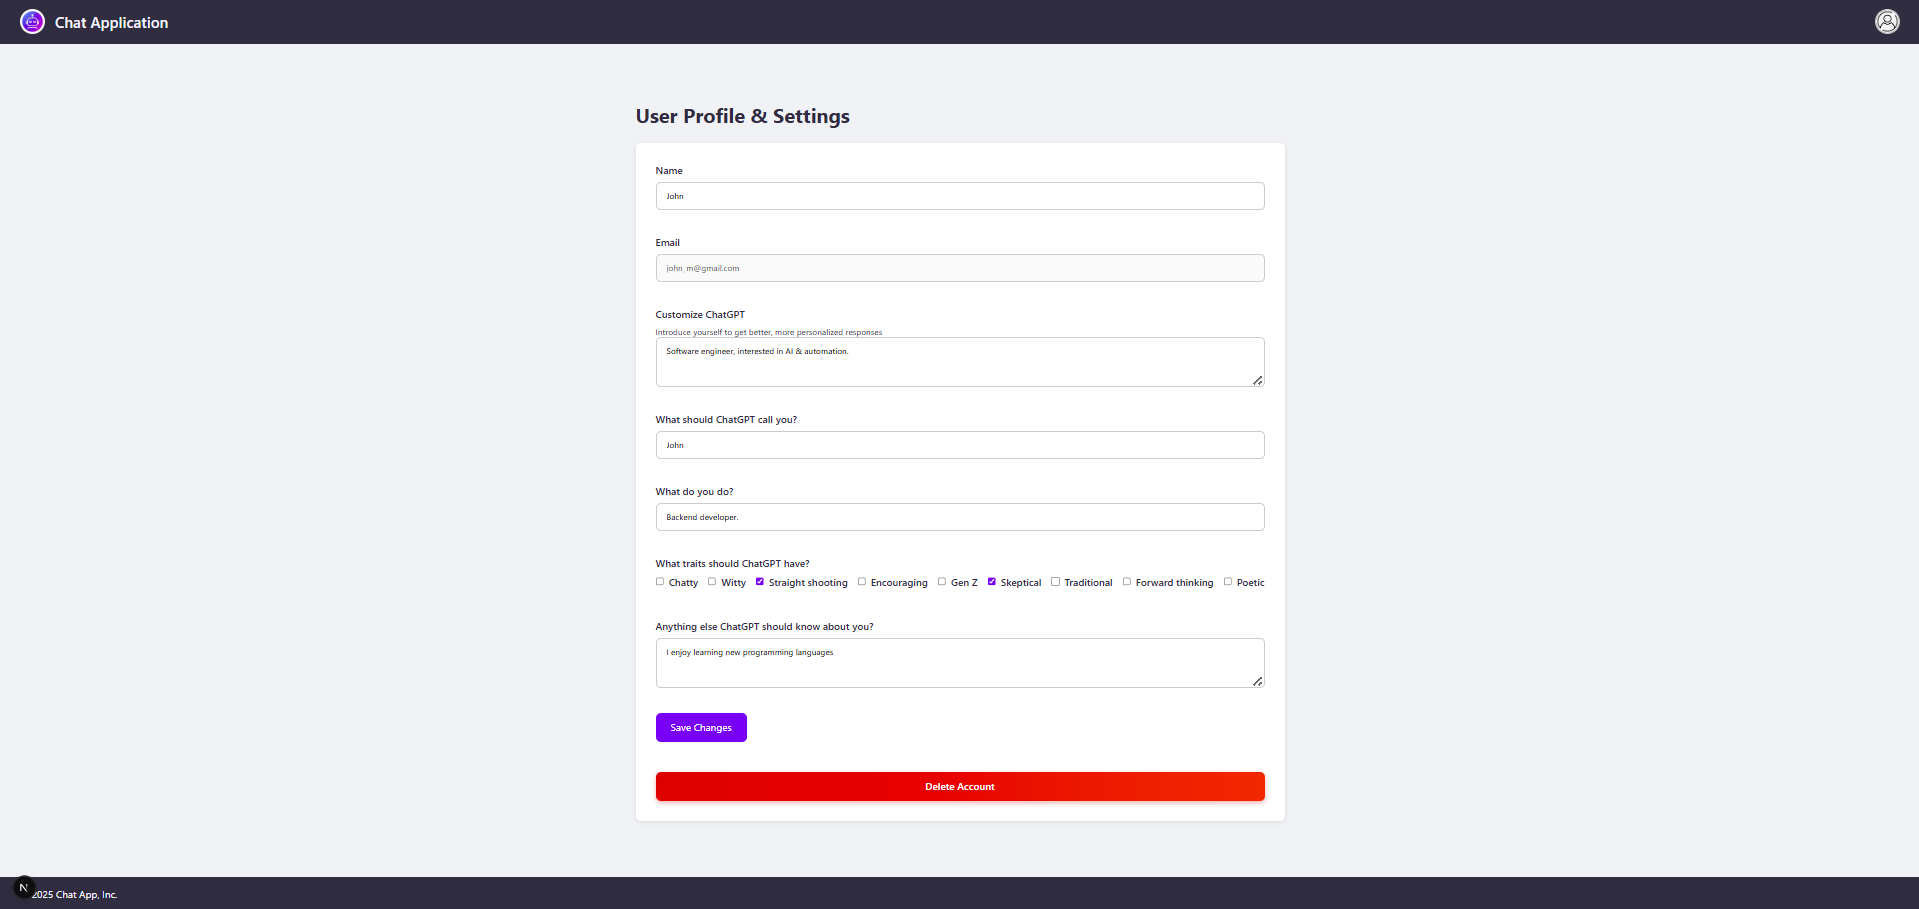 Chat Application
User Profile & Settings
Name
John
Email
john_m@gmail.com
Customize ChatGPT
Introduce yourself to get better, more personalized responses
Software engineer, interested in AI & automation.
What should ChatGPT call you?
John
What do you do?
Backend developer.
What traits should ChatGPT have?
Chatty Witty Straight shooting Encouraging Gen Z Skeptical Traditional Forward thinking Poetic
Anything else ChatGPT should know about you?
I enjoy learning new programming languages
Save Changes
Delete Account
N
2025 Chat App, Inc.